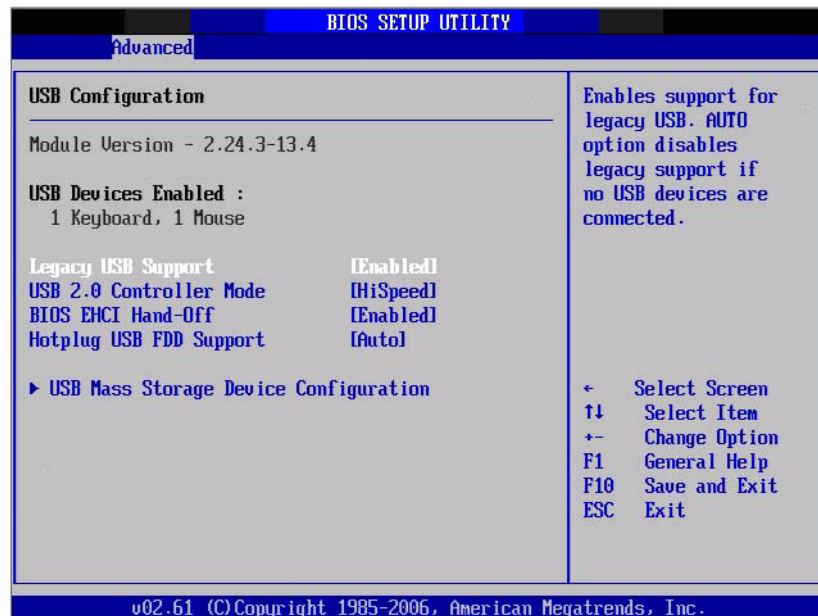 BIOS SETUP UTILITY
Advanced
USB Configuration
Module Version - 2.24.3-13.4
USB Devices Enabled :
1 Keyboard, 1 Mouse
Legacy USB Support [Enabled]
USB 2.0 Controller Mode [HiSpeed]
BIOS EHCI Hand-Off [Enabled]
Hotplug USB FDD Support [Auto]
► USB Mass Storage Device Configuration
Enables support for
legacy USB. AUTO
option disables
legacy support if
no USB devices are
connected.
← Select Screen
↑↓ Select Item
+- Change Option
F1 General Help
F10 Save and Exit
ESC Exit
v02.61 (C)Copyright 1985-2006, American Megatrends, Inc.